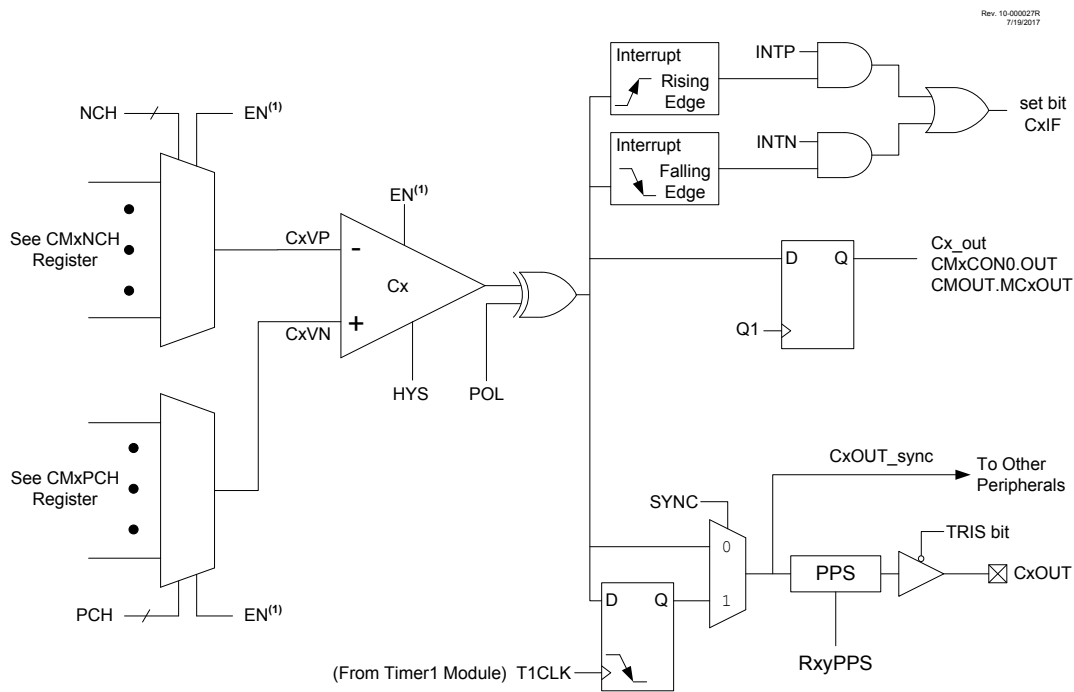 Rev. 10-000027R
7/19/2017
Interrupt
Rising
Edge
INTP
set bit
CxIF
Interrupt
Falling
Edge
INTN
NCH
EN(1)
See CMxNCH
Register
CxVP
CxVN
EN(1)
-
Cx
+
HYS
POL
D
Q
Q1
Cx_out
CMxCON0.OUT
CMOUT.MCxOUT
See CMxPCH
Register
PCH
EN(1)
CxOUT_sync
To Other
Peripherals
SYNC
0
1
TRIS bit
PPS
CxOUT
RxyPPS
D
Q
(From Timer1 Module) T1CLK